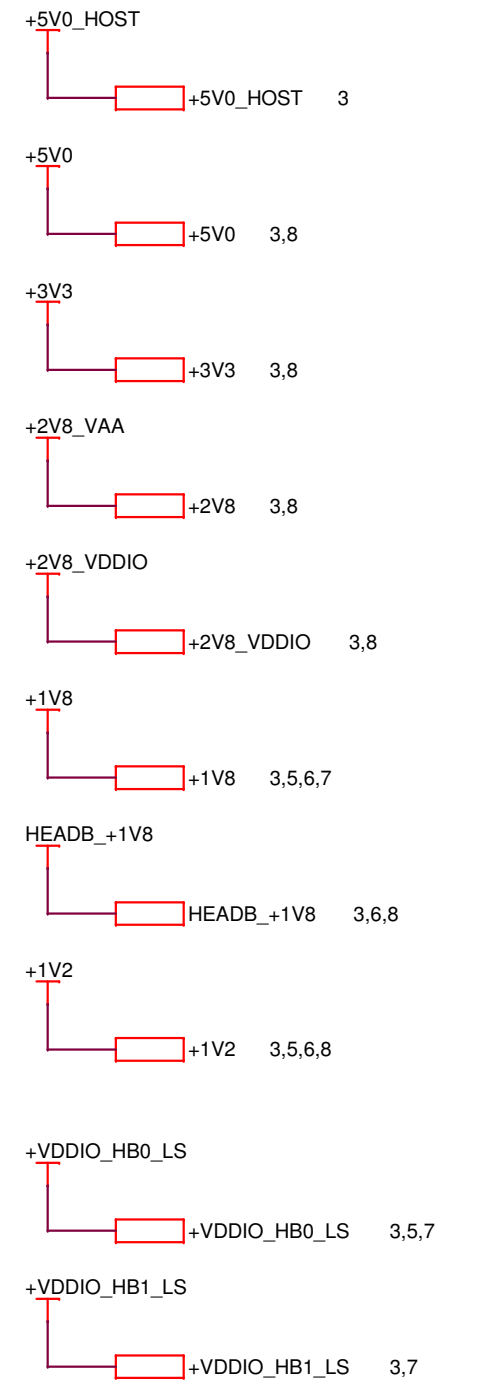 +5V0_HOST
+5V0_HOST 3
+5V0
+5V0 3,8
+3V3
+3V3 3,8
+2V8_VAA
+2V8 3,8
+2V8_VDDIO
+2V8_VDDIO 3,8
+1V8
+1V8 3,5,6,7
HEADB_+1V8
HEADB_+1V8 3,6,8
+1V2
+1V2 3,5,6,8
+VDDIO_HB0_LS
+VDDIO_HB0_LS 3,5,7
+VDDIO_HB1_LS
+VDDIO_HB1_LS 3,7